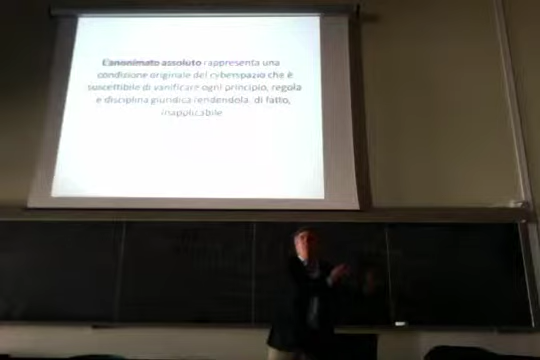 L'anonimato assoluto rappresenta una
condizione originale del cyberspazio che è
suscettibile di vanificare ogni principio, regola
e disciplina giuridica rendendola, di fatto,
inapplicabile